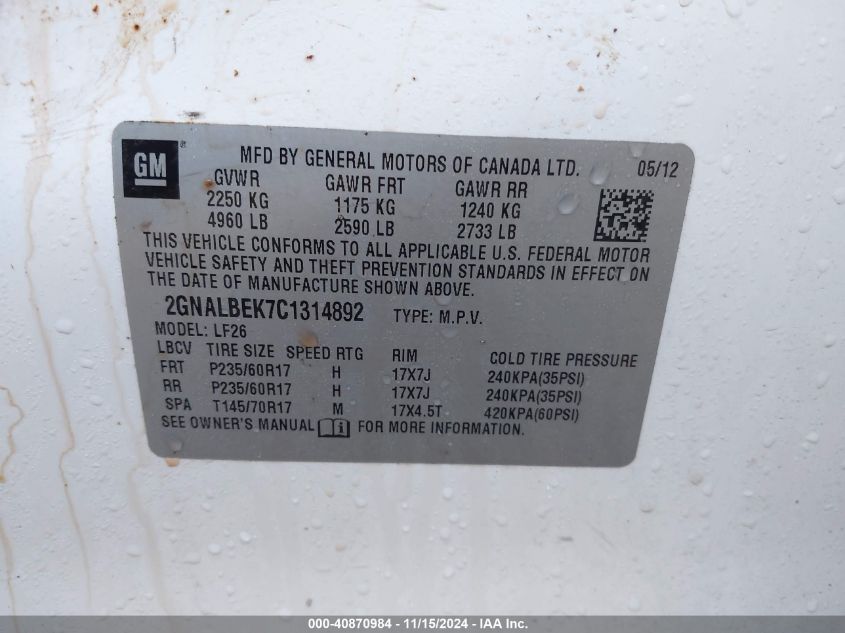 GM® MFD BY GENERAL MOTORS OF CANADA LTD. 05/12
GVWR GAWR FRT GAWR RR
2250 KG 1175 KG 1240 KG
4960 LB 2590 LB 2733 LB
THIS VEHICLE CONFORMS TO ALL APPLICABLE U.S. FEDERAL MOTOR
VEHICLE SAFETY AND THEFT PREVENTION STANDARDS IN EFFECT ON
THE DATE OF MANUFACTURE SHOWN ABOVE.
2GNALBEK7C1314892 TYPE: M.P.V.
MODEL: LF26
LBCV TIRE SIZE SPEED RTG RIM COLD TIRE PRESSURE
FRT P235/60R17 H 17X7J 240KPA(35PSI)
RR P235/60R17 H 17X7J 240KPA(35PSI)
SPA T145/70R17 M 17X4.5T 420KPA(60PSI)
SEE OWNER'S MANUAL i FOR MORE INFORMATION.
000-40870984 - 11/15/2024 - IAA Inc.